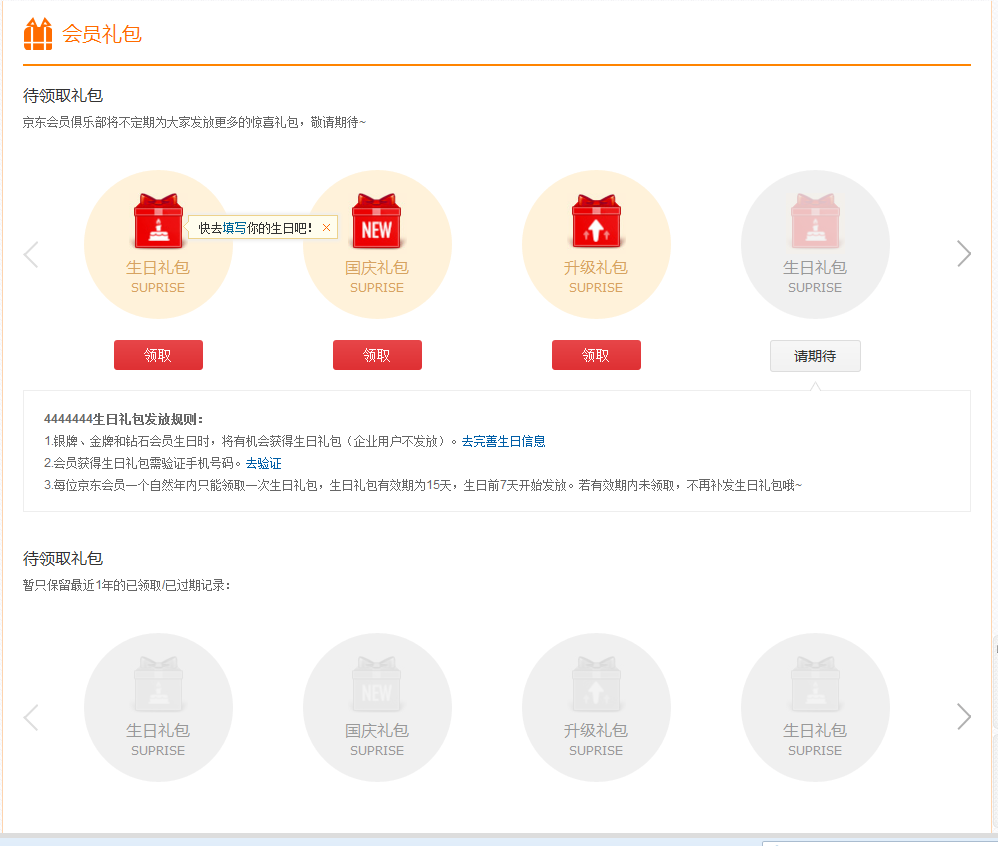 会员礼包
待领取礼包
京东会员俱乐部将不定期为大家发放更多的惊喜礼包，敬请期待~
快去填写你的生日吧！ ×
NEW
生日礼包
SUPRISE
国庆礼包
SUPRISE
升级礼包
SUPRISE
生日礼包
SUPRISE
领取
领取
领取
请期待
4444444生日礼包发放规则：
1.银牌、金牌和钻石会员生日时，将有机会获得生日礼包（企业用户不发放）。去完善生日信息
2.会员获得生日礼包需验证手机号码。去验证
3.每位京东会员一个自然年内只能领取一次生日礼包，生日礼包有效期为15天，生日前7天开始发放。若有效期内未领取，不再补发生日礼包哦~
待领取礼包
暂只保留最近1年的已领取/已过期记录：
NEW
生日礼包
SUPRISE
国庆礼包
SUPRISE
升级礼包
SUPRISE
生日礼包
SUPRISE